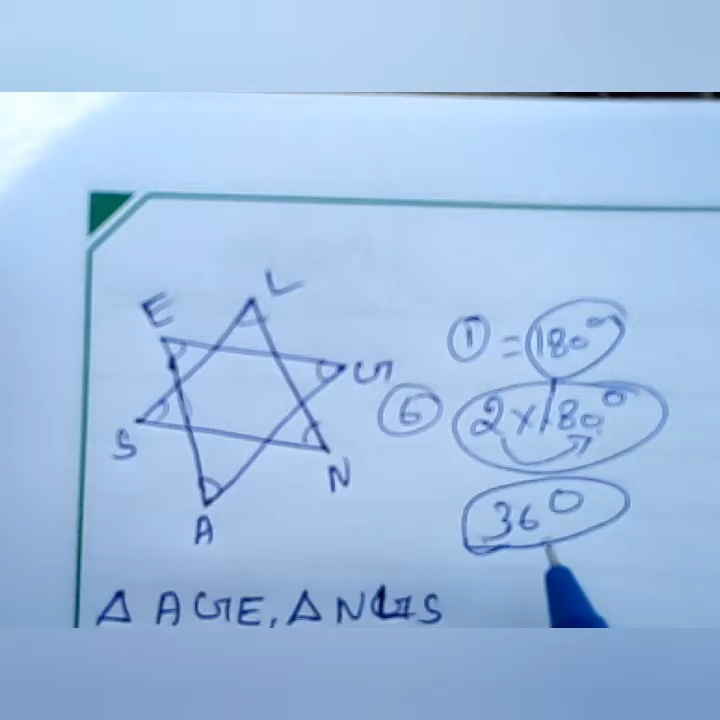 L
E
① = 180°
G
⑥ 2 × 180°
S
N
360
A
Δ AGE, Δ NLS